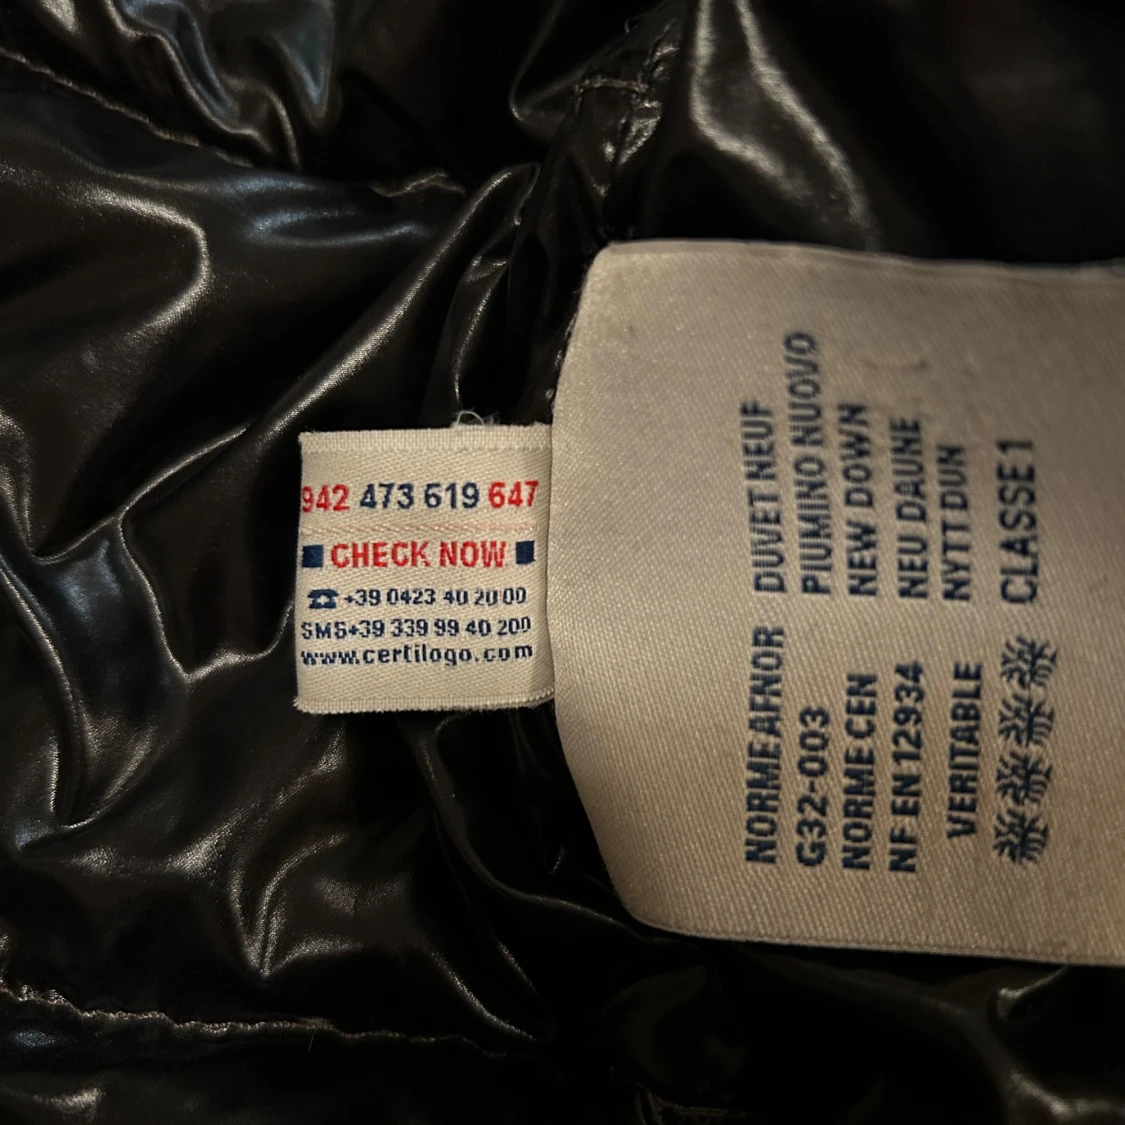 942 473 619 647
CHECK NOW
+39 0423 40 20 00
SMS+39 339 99 40 200
www.certilogo.com
NORME AFNOR DUVET NEUF
G32-003 PIUMINO NUOVO
NORME CEN NEW DOWN
NF EN 12934 NEU DAUNE
VERITABLE NYTT DUN
CLASSE 1